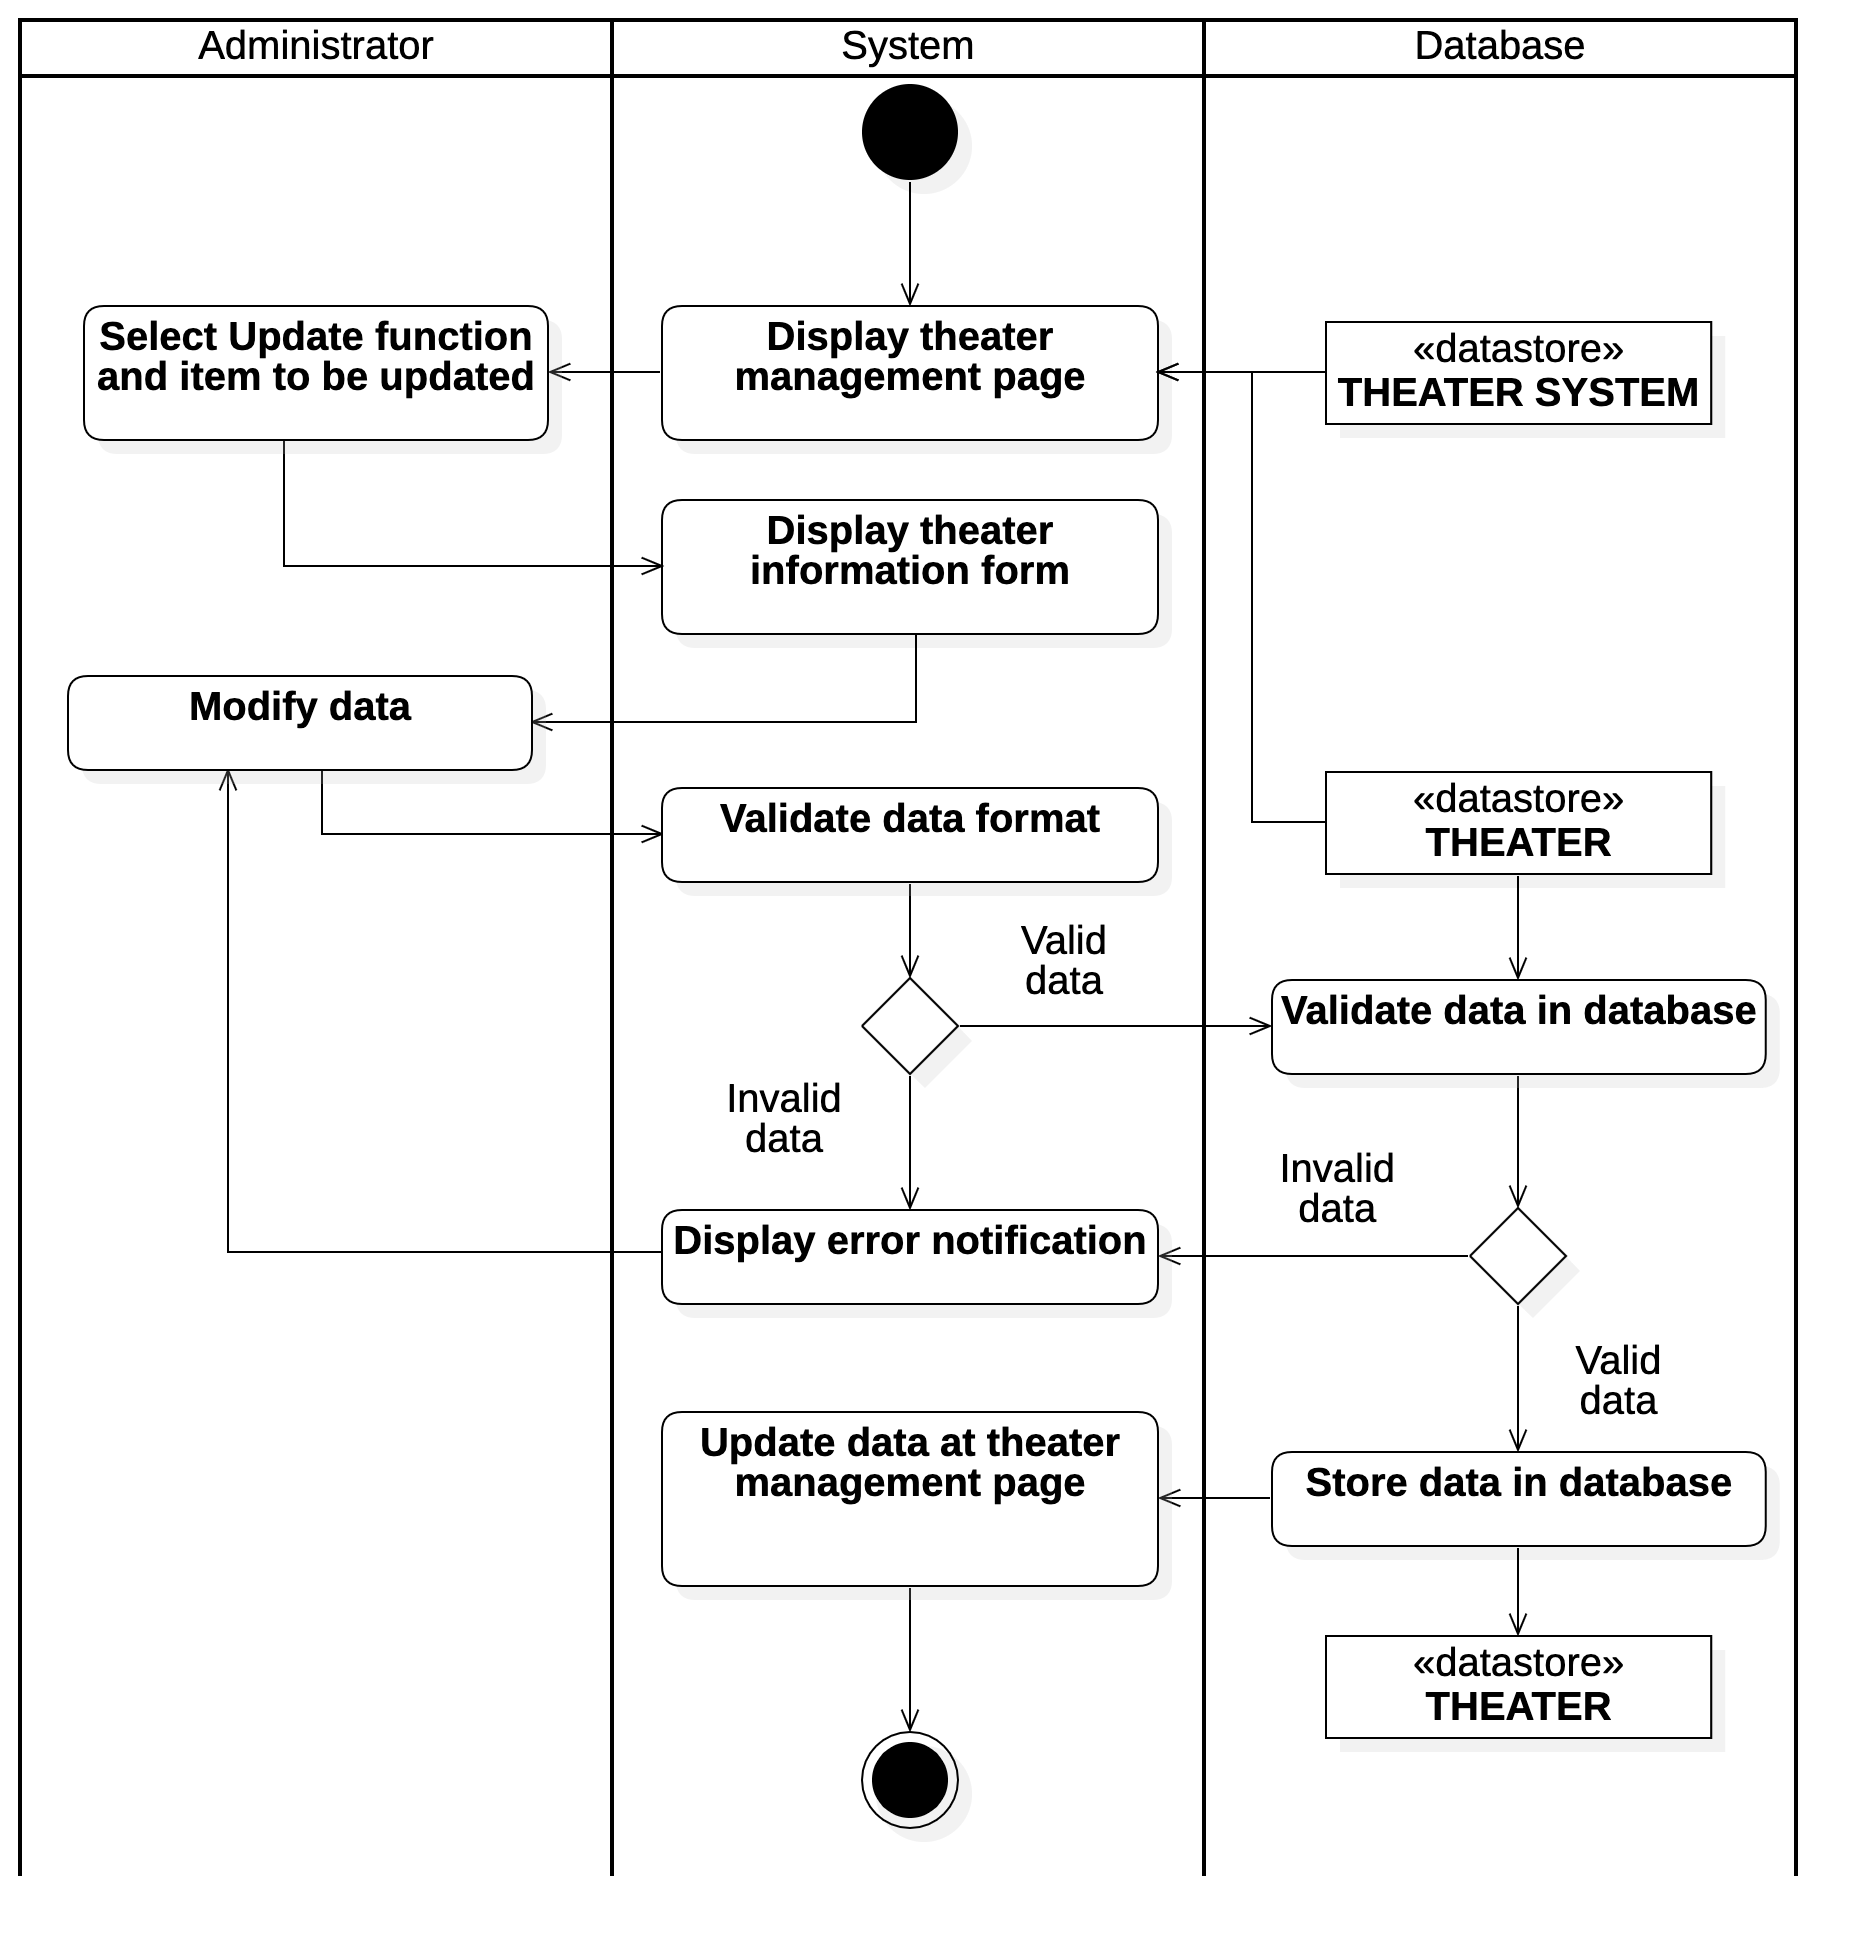 Administrator
System
Database
Select Update function
and item to be updated
Display theater
management page
«datastore»
THEATER SYSTEM
Display theater
information form
Modify data
Validate data format
«datastore»
THEATER
Valid
data
Validate data in database
Invalid
data
Invalid
data
Display error notification
Valid
data
Update data at theater
management page
Store data in database
«datastore»
THEATER